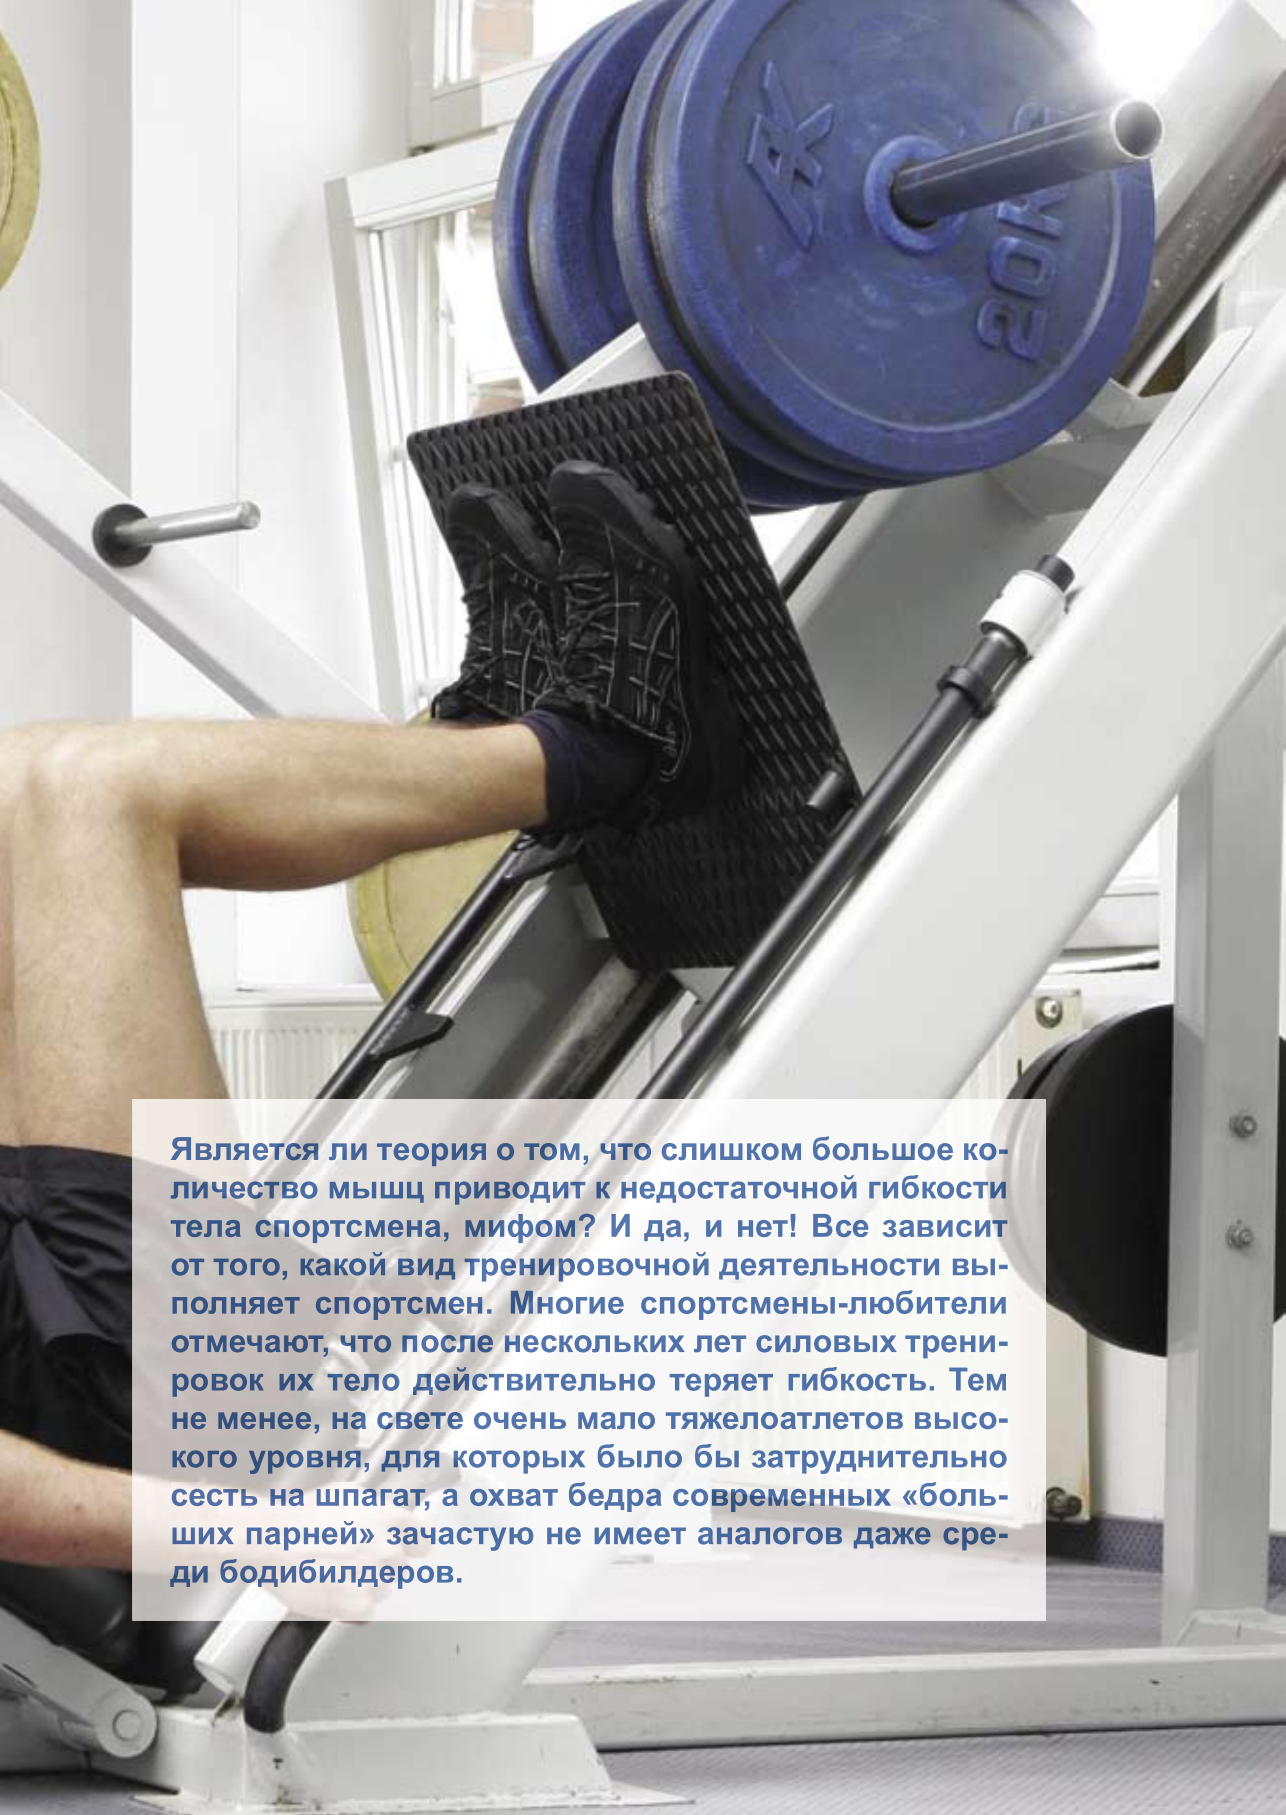 FK
20KG
Является ли теория о том, что слишком большое ко-
личество мышц приводит к недостаточной гибкости
тела спортсмена, мифом? И да, и нет! Все зависит
от того, какой вид тренировочной деятельности вы-
полняет спортсмен. Многие спортсмены-любители
отмечают, что после нескольких лет силовых трени-
ровок их тело действительно теряет гибкость. Тем
не менее, на свете очень мало тяжелоатлетов высо-
кого уровня, для которых было бы затруднительно
сесть на шпагат, а охват бедра современных «боль-
ших парней» зачастую не имеет аналогов даже сре-
ди бодибилдеров.